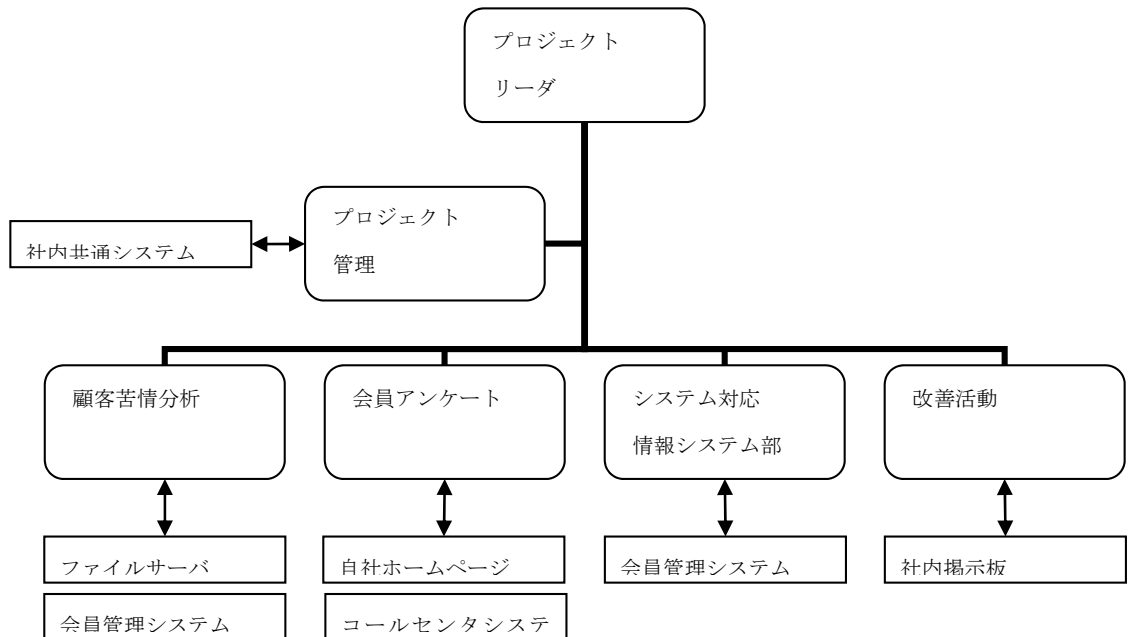 プロジェクト
リーダ
プロジェクト
管理
社内共通システム
顧客苦情分析
会員アンケート
システム対応
情報システム部
改善活動
ファイルサーバ
自社ホームページ
会員管理システム
社内掲示板
会員管理システム
コールセンタシステ